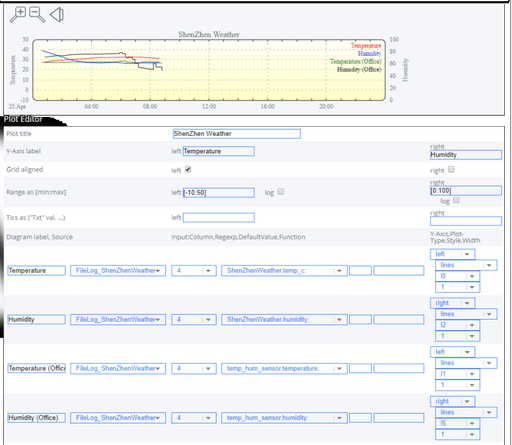 ShenZhen Weather
50 100
40 80
30
20 60
10 40
0 20
-10 0
Temperature
Humidity
Temperature
Humidity
Temperature (Office)
Humidity (Office)
25.Apr 04:00 08:00 12:00 16:00 20:00
Plot Editor
Plot title ShenZhen Weather
Y-Axis label left Temperature right Humidity
Grid aligned left right
Range as [min:max] left [-10:50] log right [0:100] log
Tics as ("Txt" val, ...) left right
Diagram label, Source Input:Column,Regexp,DefaultValue,Function Y-Axis,Plot-
Type,Style,Width
Temperature FileLog_ShenZhenWeather 4 ShenZhenWeather.temp_c: left
lines
l0
1
Humidity FileLog_ShenZhenWeather 4 ShenZhenWeather.humidity: right
lines
l2
1
Temperature (Offic FileLog_ShenZhenWeather 4 temp_hum_sensor.temperature: left
lines
l1
1
Humidity (Office) FileLog_ShenZhenWeather 4 temp_hum_sensor.humidity: right
lines
l5
1